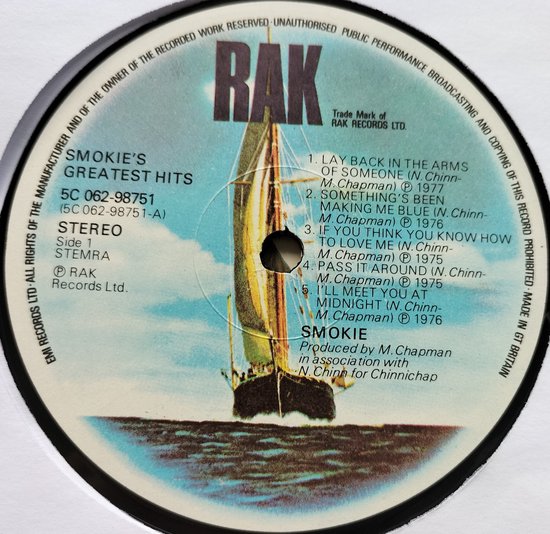 EMI RECORDS LTD·ALL RIGHTS OF THE MANUFACTURER AND OF THE OWNER OF THE RECORDED WORK RESERVED·UNAUTHORISED PUBLIC PERFORMANCE BROADCASTING AND COPYING OF THIS RECORD PROHIBITED·MADE IN GT BRITAIN
RAK
Trade Mark of
RAK RECORDS LTD.
SMOKIE'S
GREATEST HITS
5C 062-98751
(5C 062-98751-A)
STEREO
Side 1
STEMRA
Ⓟ RAK
Records Ltd.
1. LAY BACK IN THE ARMS
OF SOMEONE (N. Chinn-
M. Chapman) Ⓟ 1977
2. SOMETHING'S BEEN
MAKING ME BLUE (N. Chinn-
M. Chapman) Ⓟ 1976
3. IF YOU THINK YOU KNOW HOW
TO LOVE ME (N. Chinn-
M. Chapman) Ⓟ 1975
4. PASS IT AROUND (N. Chinn-
M. Chapman) Ⓟ 1975
5. I'LL MEET YOU AT
MIDNIGHT (N. Chinn-
M. Chapman) Ⓟ 1976
SMOKIE
Produced by M. Chapman
in association with
N. Chinn for Chinnichap